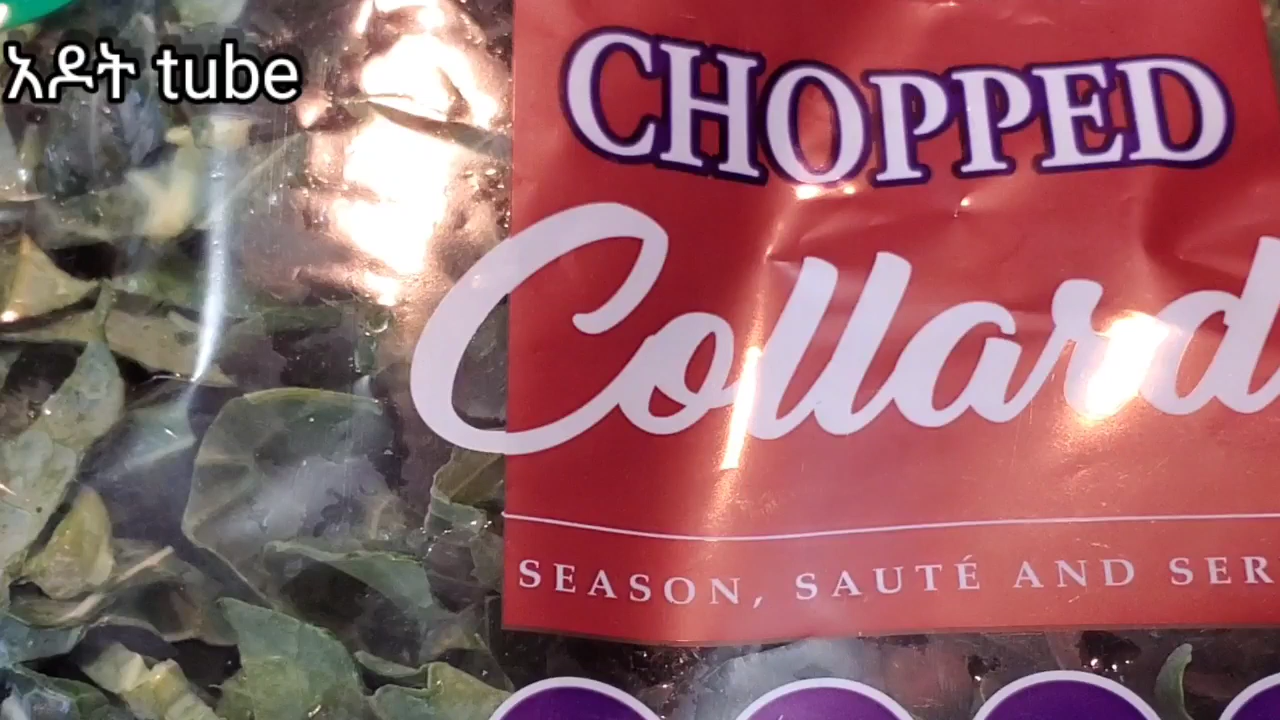 አዶት tube
CHOPPED
Collard
SEASON, SAUTÉ AND SER